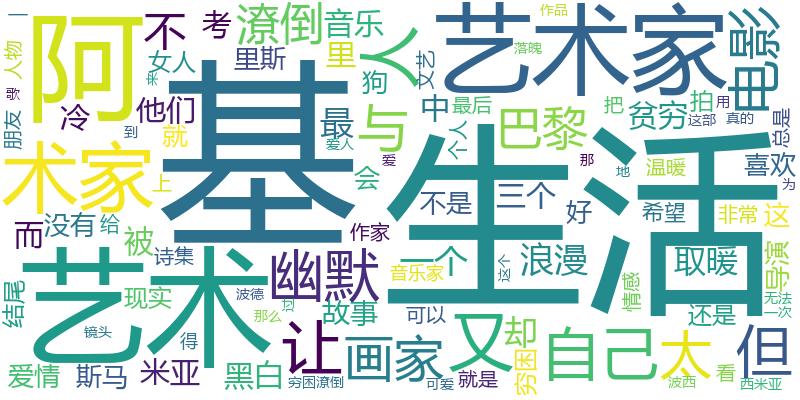 阿
基
生活
艺术家
艺术
术家
电影
潦倒
音乐
作品
落魄
文艺
一
不
考
人
人物
女人
里斯
里
狗
来
歌
冷
他们
最
与
中
最后
巴黎
贫穷
拍
把
用
这部
真的
总是
朋友
到
就
爱人
个人
爱
那
地
温暖
喜欢
为
上
会
不是
三个
好
希望
非常
这
而
没有
给
被
作家
一个
浪漫
取暖
导演
诗集
幽默
音乐家
这个
情感
结尾
现实
波德
过
故事
可以
还是
无法
一次
镜头
得
那么
让
画家
又
却
自己
太
但
爱情
斯马
米亚
黑白
穷困潦倒
可爱
就是
穷困
波西
看
西米亚